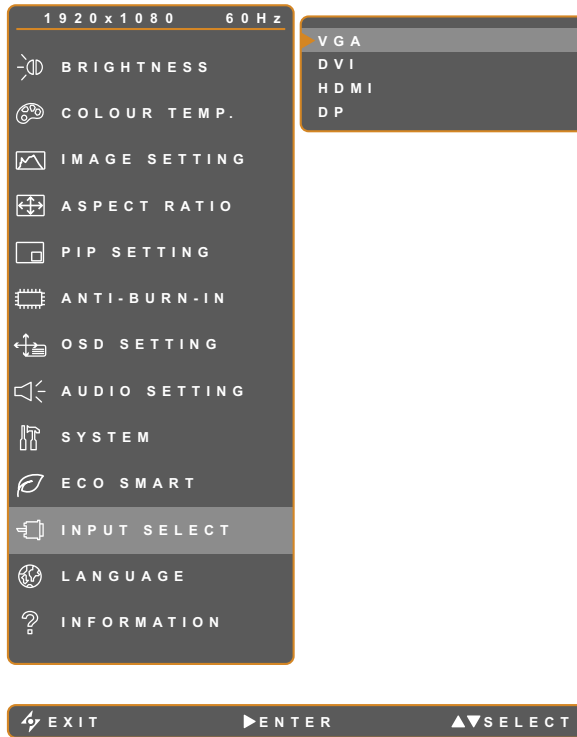 1920x1080 60Hz
BRIGHTNESS
COLOUR TEMP.
IMAGE SETTING
ASPECT RATIO
PIP SETTING
ANTI-BURN-IN
OSD SETTING
AUDIO SETTING
SYSTEM
ECO SMART
INPUT SELECT
LANGUAGE
INFORMATION
VGA
DVI
HDMI
DP
EXIT ▶ENTER ▲▼SELECT